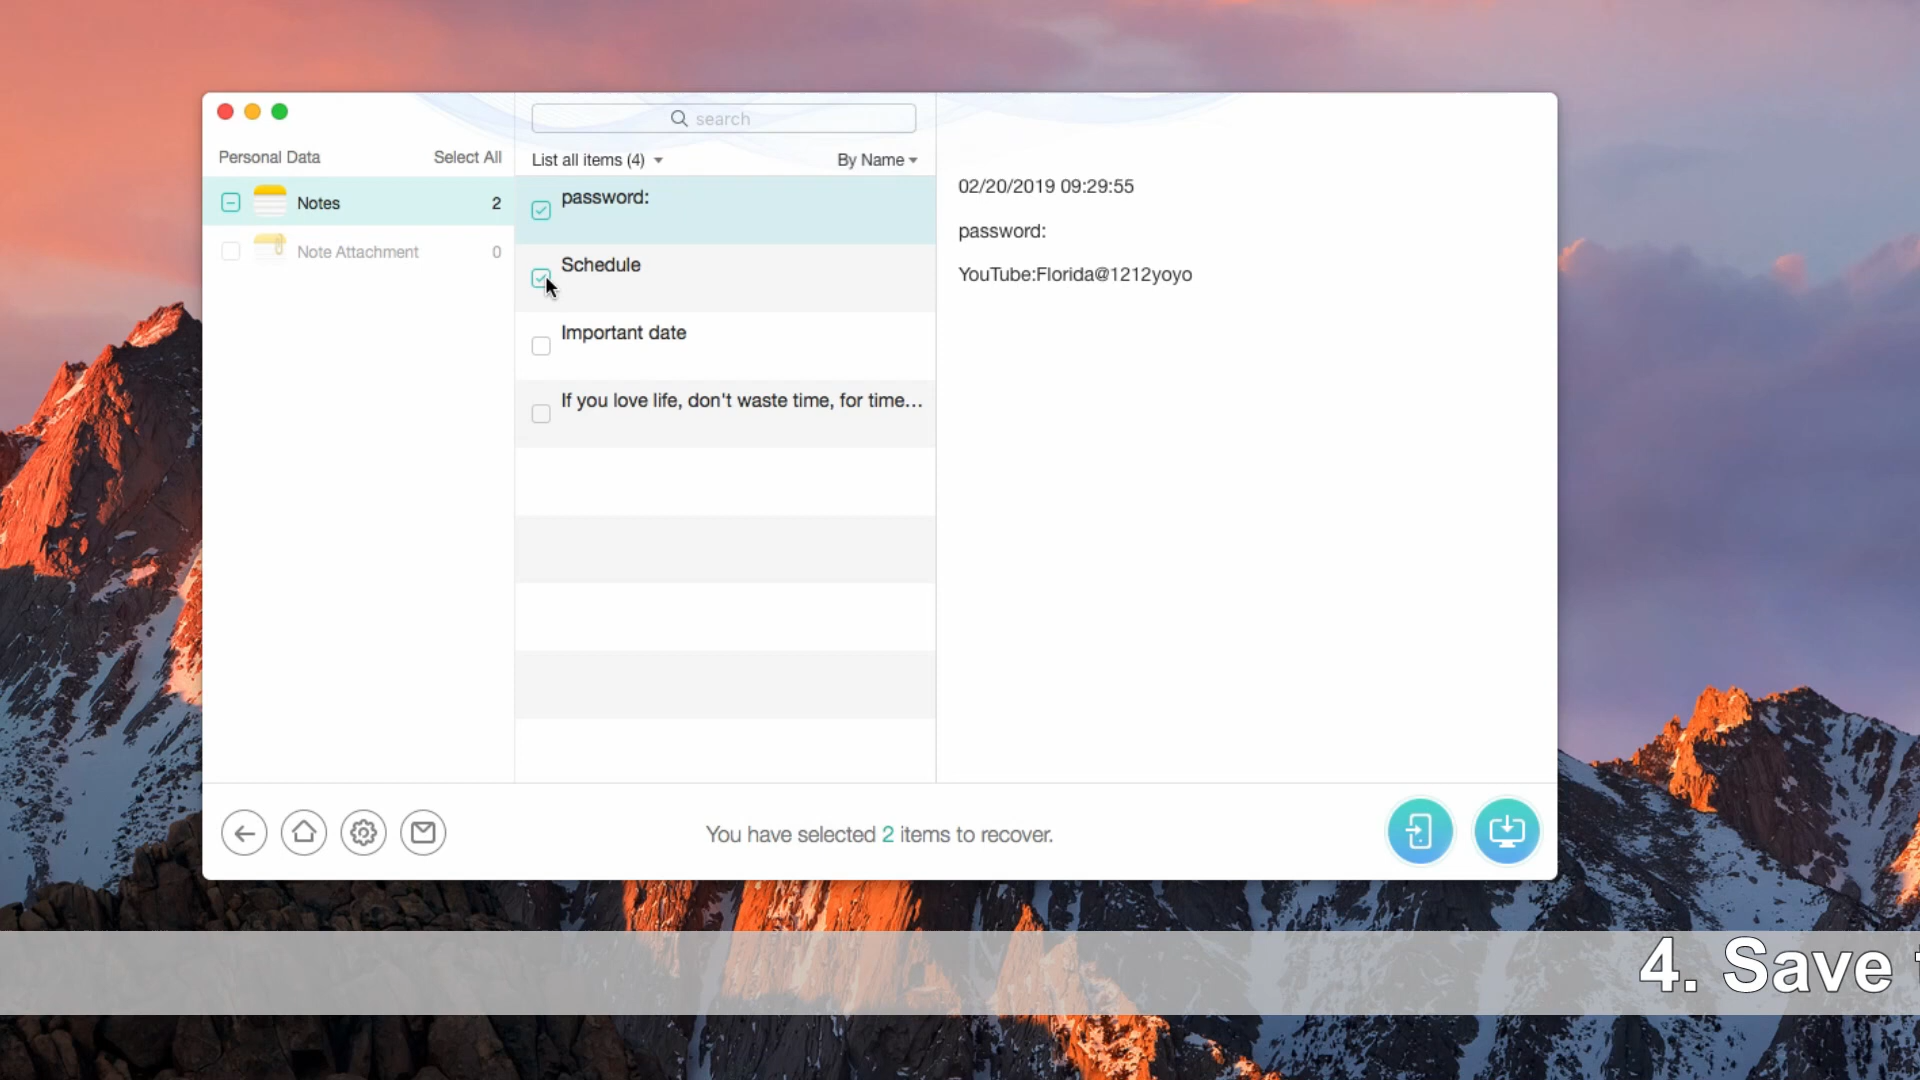 search
Personal Data
Select All
List all items (4)
By Name
Notes
2
Note Attachment
0
password:
Schedule
Important date
If you love life, don't waste time, for time...
02/20/2019 09:29:55
password:
YouTube:Florida@1212yoyo
You have selected 2 items to recover.
4. Save